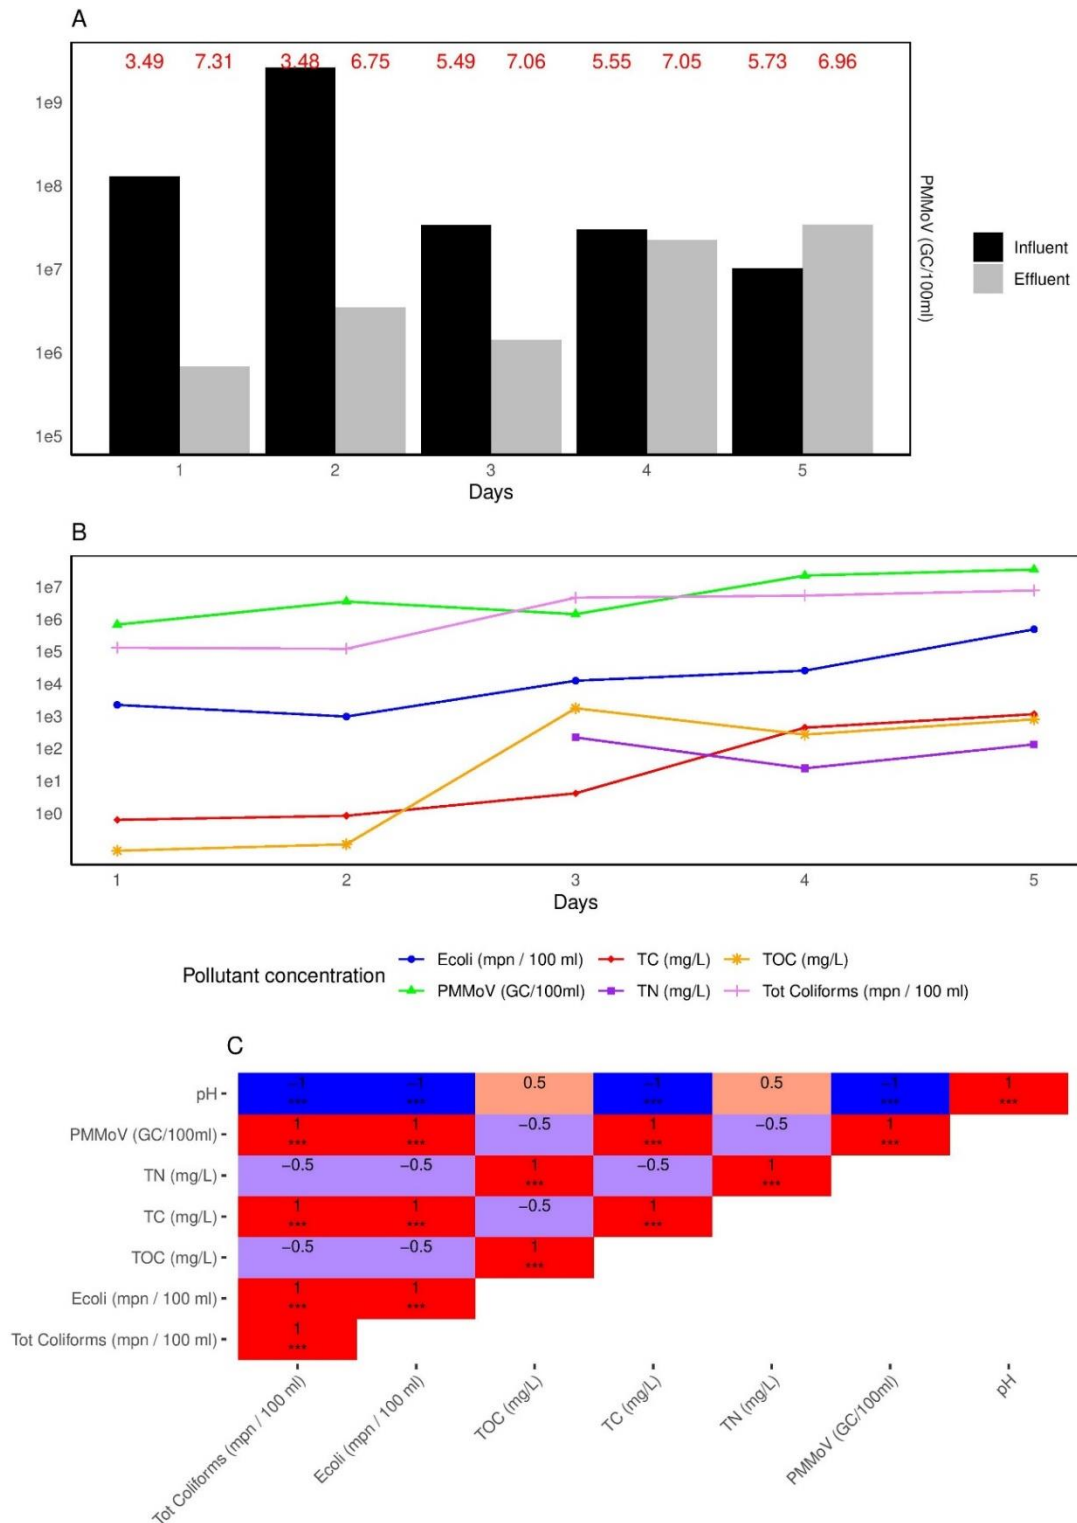 A
3.49 7.31 3.48 6.75 5.49 7.06 5.55 7.05 5.73 6.96
1e9
1e8
1e7
1e6
1e5
PMMoV (GC/100ml)
Influent
Effluent
1 2 3 4 5
Days
B
1e7
1e6
1e5
1e4
1e3
1e2
1e1
1e0
1 2 3 4 5
Days
Pollutant concentration
Ecoli (mpn / 100 ml) TC (mg/L) TOC (mg/L)
PMMoV (GC/100ml) TN (mg/L) Tot Coliforms (mpn / 100 ml)
C
pH −1 −1 0.5 −1 0.5 −1 1
*** *** *** *** ***
PMMoV (GC/100ml) 1 1 −0.5 1 −0.5 1
*** *** *** ***
TN (mg/L) −0.5 −0.5 1 −0.5 1
*** ***
TC (mg/L) 1 1 −0.5 1
*** *** ***
TOC (mg/L) −0.5 −0.5 1
***
Ecoli (mpn / 100 ml) 1 1
*** ***
Tot Coliforms (mpn / 100 ml) 1
***
Tot Coliforms (mpn / 100 ml)
Ecoli (mpn / 100 ml)
TOC (mg/L)
TC (mg/L)
TN (mg/L)
PMMoV (GC/100ml)
pH